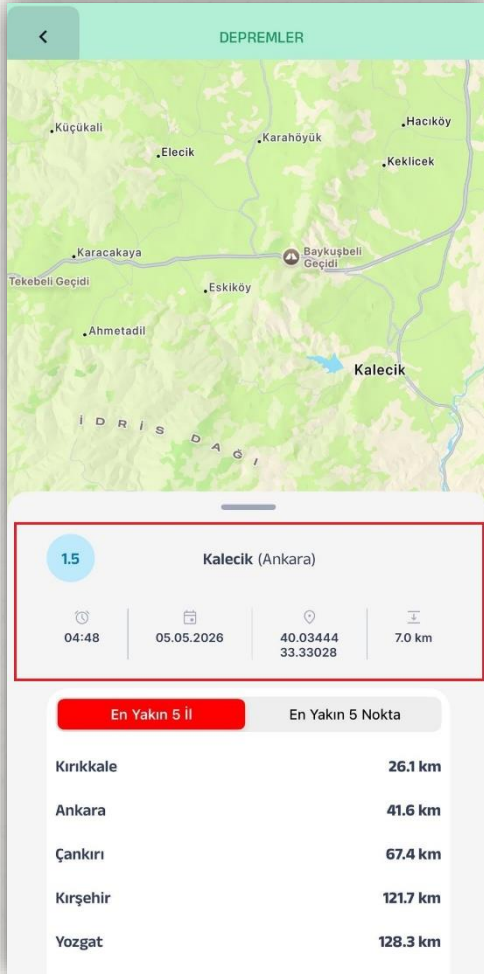 DEPREMLER
Küçükali
Elecik
Karahöyük
Hacıköy
Keklicek
Karacakaya
Baykuşbeli
Geçidi
Tekebeli Geçidi
Eskiköy
Ahmetadil
Kalecik
İDRİS DAĞI
1.5
Kalecik (Ankara)
04:48
05.05.2026
40.03444
33.33028
7.0 km
En Yakın 5 İl
En Yakın 5 Nokta
Kırıkkale 26.1 km
Ankara 41.6 km
Çankırı 67.4 km
Kırşehir 121.7 km
Yozgat 128.3 km